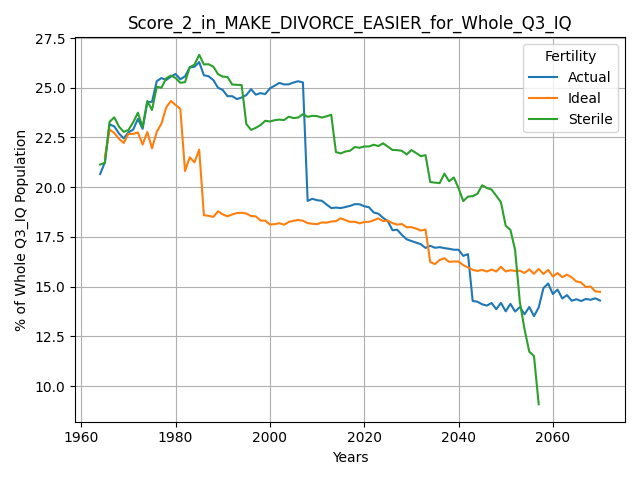 Score_2_in_MAKE_DIVORCE_EASIER_for_Whole_Q3_IQ
% of Whole Q3_IQ Population
27.5
25.0
22.5
20.0
17.5
15.0
12.5
10.0
Fertility
Actual
Ideal
Sterile
1960
1980
2000
2020
2040
2060
Years